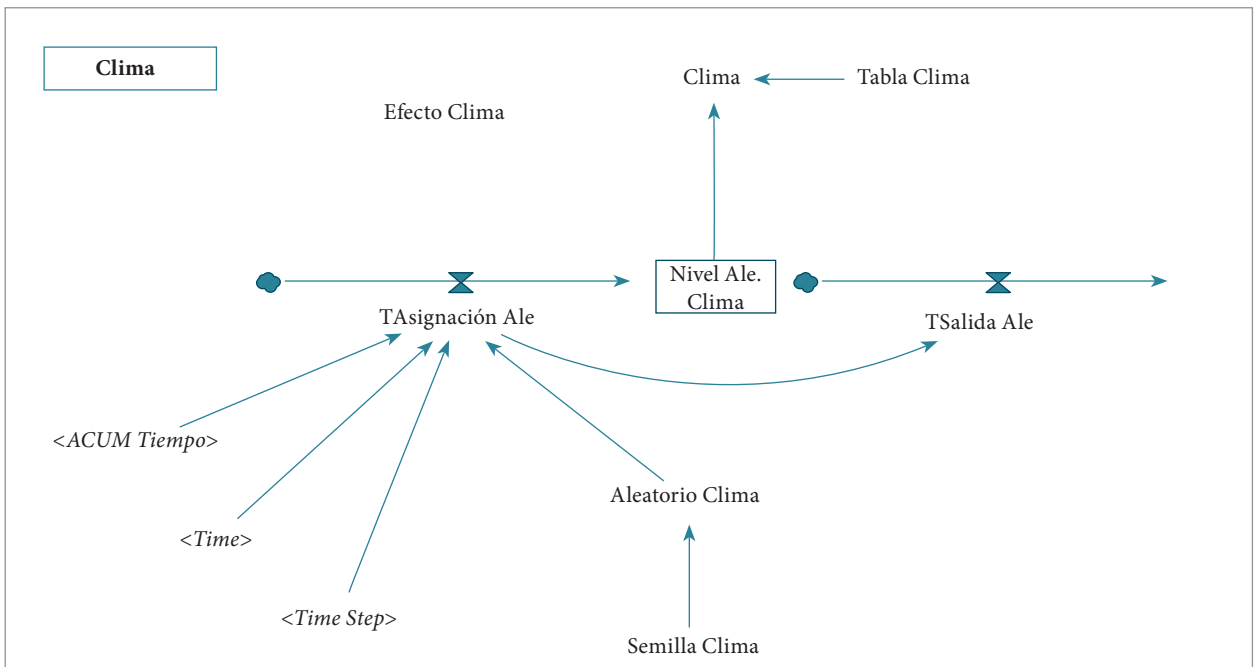 Clima
Clima
Tabla Clima
Efecto Clima
Nivel Ale.
Clima
TAsignación Ale
TSalida Ale
<ACUM Tiempo>
Aleatorio Clima
<Time>
<Time Step>
Semilla Clima